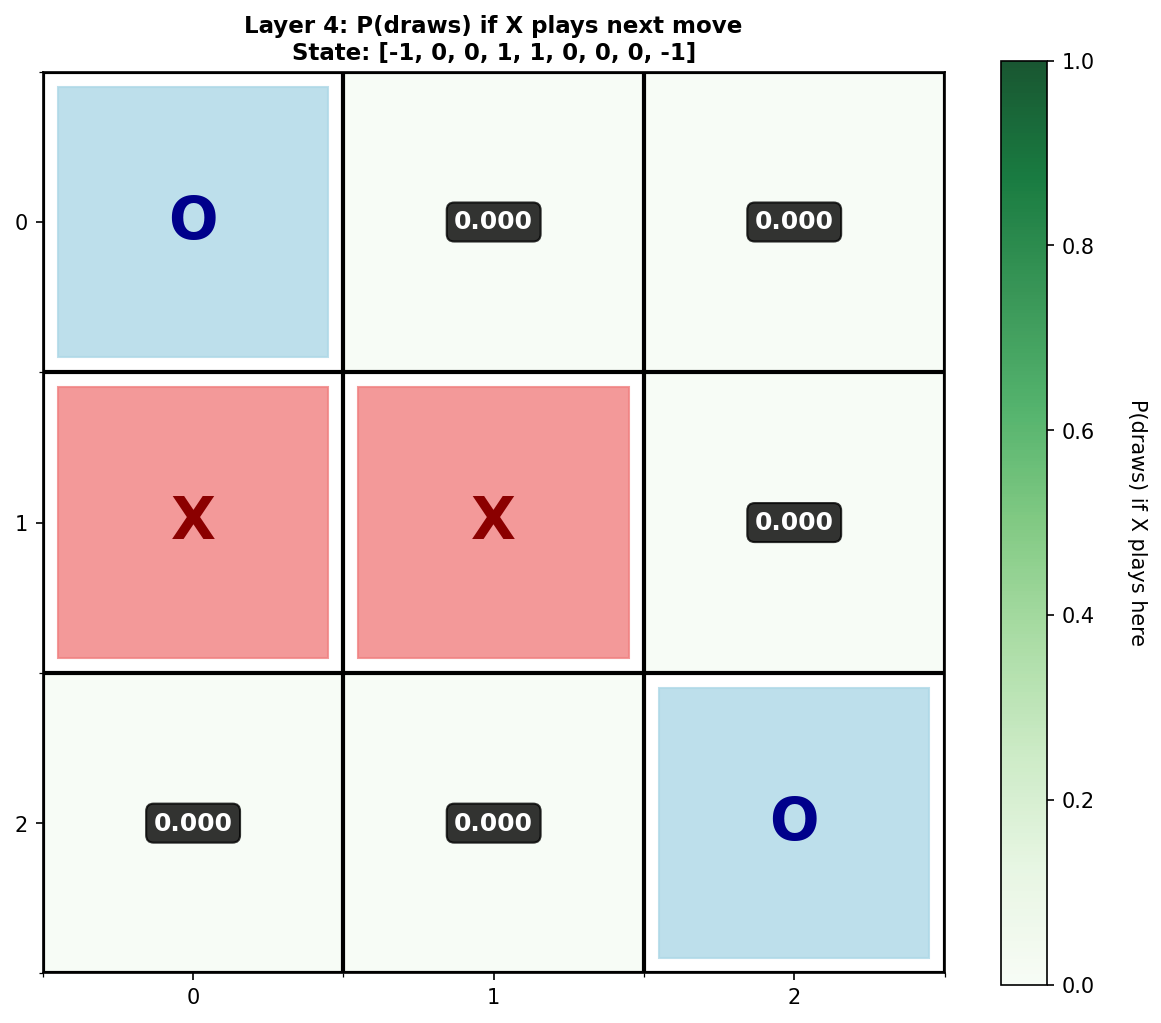 Layer 4: P(draws) if X plays next move
State: [-1, 0, 0, 1, 1, 0, 0, 0, -1]
0
O
0.000
0.000
1
X
X
0.000
2
0.000
0.000
O
0
1
2
1.0
0.8
0.6
0.4
0.2
0.0
P(draws) if X plays here